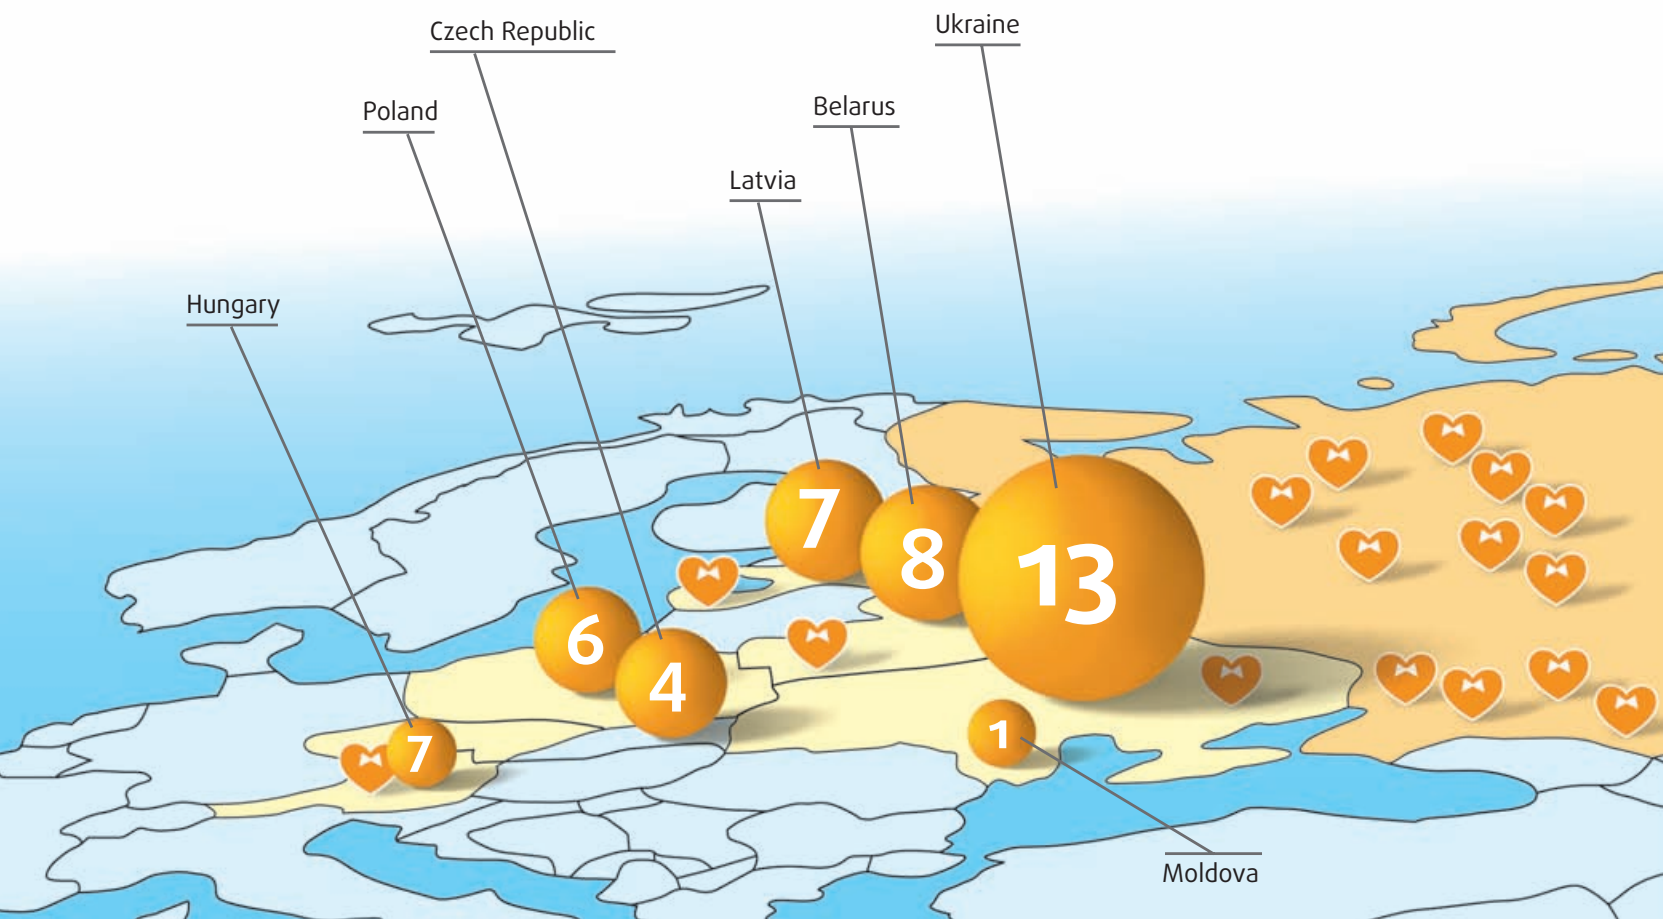 Ukraine
Czech Republic
Belarus
Poland
Latvia
Hungary
7
8
13
6
4
1
7
Moldova